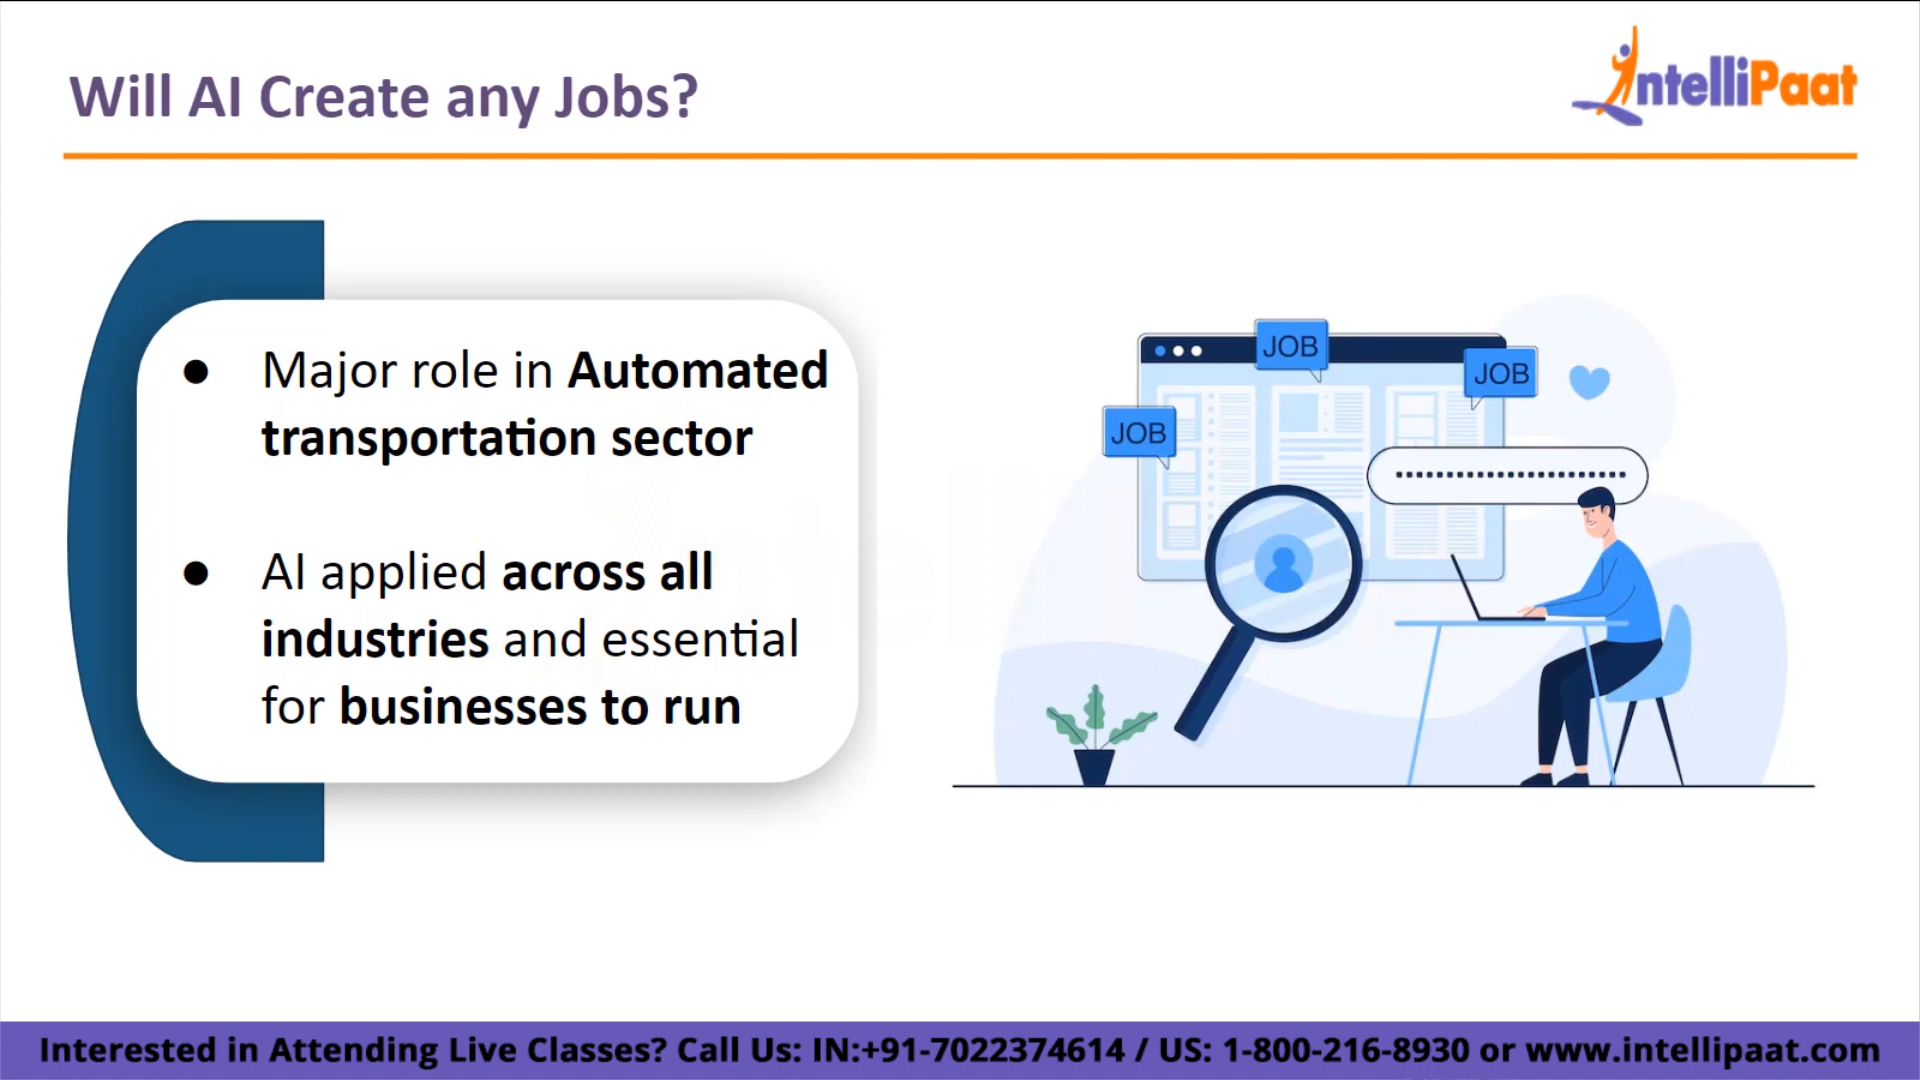 Will AI Create any Jobs?
IntelliPaat
● Major role in Automated
transportation sector
● AI applied across all
industries and essential
for businesses to run
JOB
JOB
JOB
Interested in Attending Live Classes? Call Us: IN:+91-7022374614 / US: 1-800-216-8930 or www.intellipaat.com